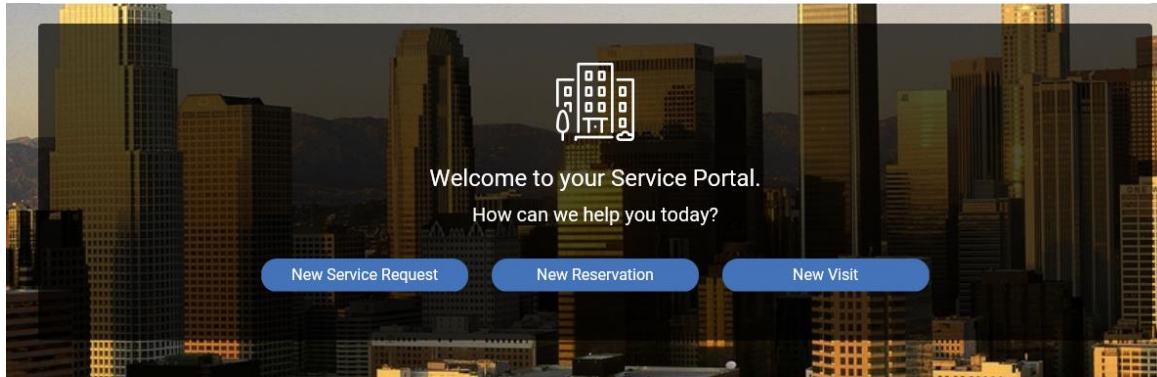 Welcome to your Service Portal.
How can we help you today?
New Service Request
New Reservation
New Visit